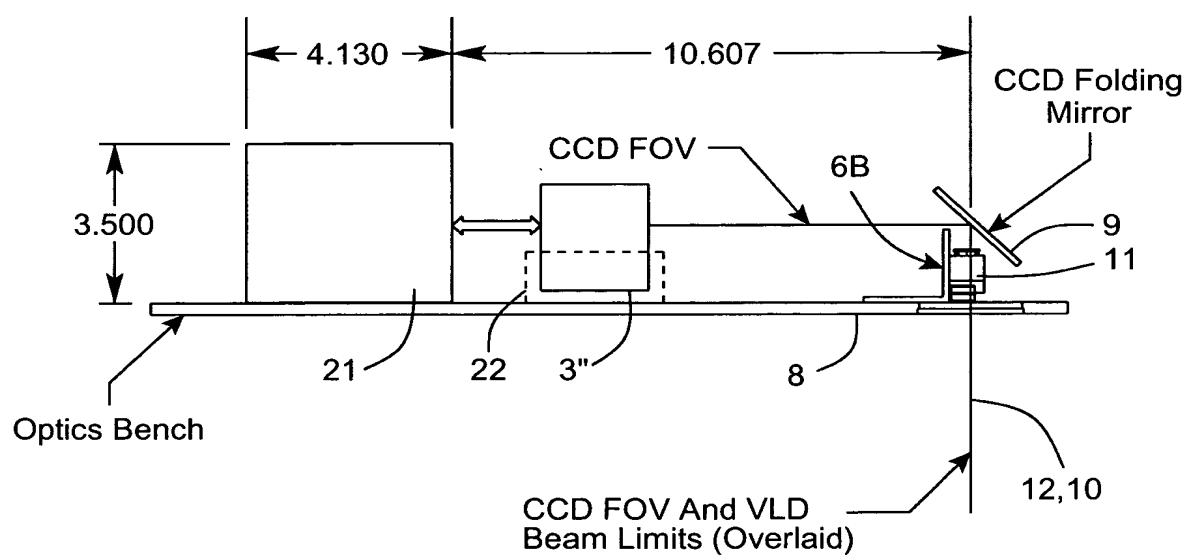 4.130
10.607
CCD Folding
Mirror
CCD FOV
6B
3.500
9
11
21
22
3"
8
Optics Bench
12,10
CCD FOV And VLD
Beam Limits (Overlaid)